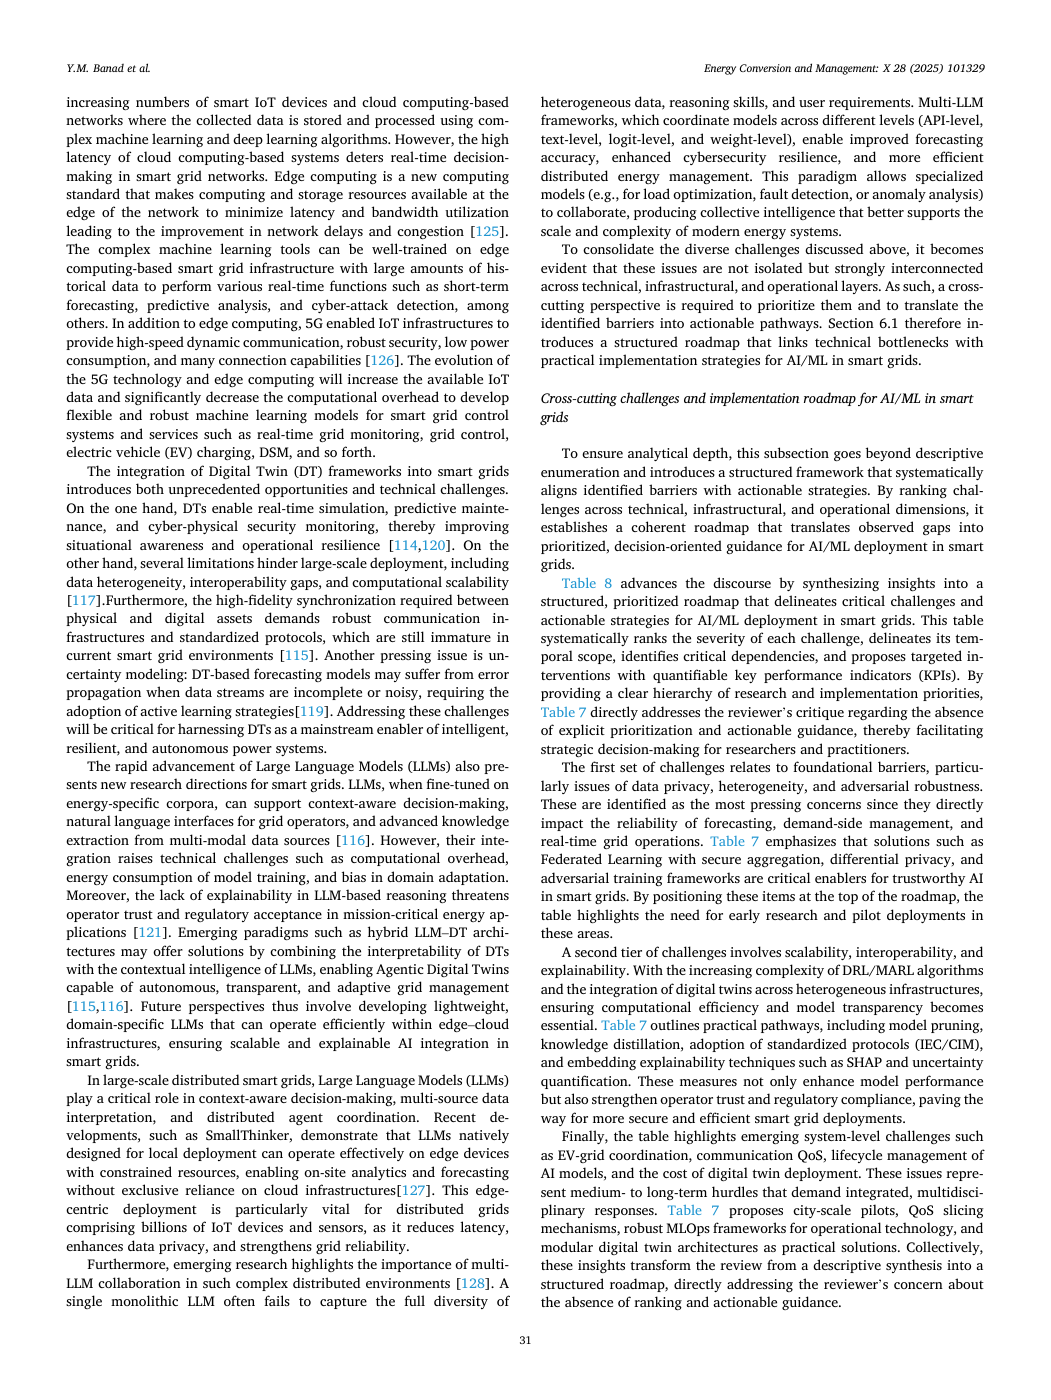 Y.M. Banad et al.
Energy Conversion and Management: X 28 (2025) 101329
increasing numbers of smart IoT devices and cloud computing-based
networks where the collected data is stored and processed using com-
plex machine learning and deep learning algorithms. However, the high
latency of cloud computing-based systems deters real-time decision-
making in smart grid networks. Edge computing is a new computing
standard that makes computing and storage resources available at the
edge of the network to minimize latency and bandwidth utilization
leading to the improvement in network delays and congestion [125].
The complex machine learning tools can be well-trained on edge
computing-based smart grid infrastructure with large amounts of his-
torical data to perform various real-time functions such as short-term
forecasting, predictive analysis, and cyber-attack detection, among
others. In addition to edge computing, 5G enabled IoT infrastructures to
provide high-speed dynamic communication, robust security, low power
consumption, and many connection capabilities [126]. The evolution of
the 5G technology and edge computing will increase the available IoT
data and significantly decrease the computational overhead to develop
flexible and robust machine learning models for smart grid control
systems and services such as real-time grid monitoring, grid control,
electric vehicle (EV) charging, DSM, and so forth.
The integration of Digital Twin (DT) frameworks into smart grids
introduces both unprecedented opportunities and technical challenges.
On the one hand, DTs enable real-time simulation, predictive mainte-
nance, and cyber-physical security monitoring, thereby improving
situational awareness and operational resilience [114,120]. On the
other hand, several limitations hinder large-scale deployment, including
data heterogeneity, interoperability gaps, and computational scalability
[117].Furthermore, the high-fidelity synchronization required between
physical and digital assets demands robust communication in-
frastructures and standardized protocols, which are still immature in
current smart grid environments [115]. Another pressing issue is un-
certainty modeling: DT-based forecasting models may suffer from error
propagation when data streams are incomplete or noisy, requiring the
adoption of active learning strategies[119]. Addressing these challenges
will be critical for harnessing DTs as a mainstream enabler of intelligent,
resilient, and autonomous power systems.
The rapid advancement of Large Language Models (LLMs) also pre-
sents new research directions for smart grids. LLMs, when fine-tuned on
energy-specific corpora, can support context-aware decision-making,
natural language interfaces for grid operators, and advanced knowledge
extraction from multi-modal data sources [116]. However, their inte-
gration raises technical challenges such as computational overhead,
energy consumption of model training, and bias in domain adaptation.
Moreover, the lack of explainability in LLM-based reasoning threatens
operator trust and regulatory acceptance in mission-critical energy ap-
plications [121]. Emerging paradigms such as hybrid LLM–DT archi-
tectures may offer solutions by combining the interpretability of DTs
with the contextual intelligence of LLMs, enabling Agentic Digital Twins
capable of autonomous, transparent, and adaptive grid management
[115,116]. Future perspectives thus involve developing lightweight,
domain-specific LLMs that can operate efficiently within edge–cloud
infrastructures, ensuring scalable and explainable AI integration in
smart grids.
In large-scale distributed smart grids, Large Language Models (LLMs)
play a critical role in context-aware decision-making, multi-source data
interpretation, and distributed agent coordination. Recent de-
velopments, such as SmallThinker, demonstrate that LLMs natively
designed for local deployment can operate effectively on edge devices
with constrained resources, enabling on-site analytics and forecasting
without exclusive reliance on cloud infrastructures[127]. This edge-
centric deployment is particularly vital for distributed grids
comprising billions of IoT devices and sensors, as it reduces latency,
enhances data privacy, and strengthens grid reliability.
Furthermore, emerging research highlights the importance of multi-
LLM collaboration in such complex distributed environments [128]. A
single monolithic LLM often fails to capture the full diversity of
heterogeneous data, reasoning skills, and user requirements. Multi-LLM
frameworks, which coordinate models across different levels (API-level,
text-level, logit-level, and weight-level), enable improved forecasting
accuracy, enhanced cybersecurity resilience, and more efficient
distributed energy management. This paradigm allows specialized
models (e.g., for load optimization, fault detection, or anomaly analysis)
to collaborate, producing collective intelligence that better supports the
scale and complexity of modern energy systems.
To consolidate the diverse challenges discussed above, it becomes
evident that these issues are not isolated but strongly interconnected
across technical, infrastructural, and operational layers. As such, a cross-
cutting perspective is required to prioritize them and to translate the
identified barriers into actionable pathways. Section 6.1 therefore in-
troduces a structured roadmap that links technical bottlenecks with
practical implementation strategies for AI/ML in smart grids.
Cross-cutting challenges and implementation roadmap for AI/ML in smart
grids
To ensure analytical depth, this subsection goes beyond descriptive
enumeration and introduces a structured framework that systematically
aligns identified barriers with actionable strategies. By ranking chal-
lenges across technical, infrastructural, and operational dimensions, it
establishes a coherent roadmap that translates observed gaps into
prioritized, decision-oriented guidance for AI/ML deployment in smart
grids.
Table 8 advances the discourse by synthesizing insights into a
structured, prioritized roadmap that delineates critical challenges and
actionable strategies for AI/ML deployment in smart grids. This table
systematically ranks the severity of each challenge, delineates its tem-
poral scope, identifies critical dependencies, and proposes targeted in-
terventions with quantifiable key performance indicators (KPIs). By
providing a clear hierarchy of research and implementation priorities,
Table 7 directly addresses the reviewer's critique regarding the absence
of explicit prioritization and actionable guidance, thereby facilitating
strategic decision-making for researchers and practitioners.
The first set of challenges relates to foundational barriers, particu-
larly issues of data privacy, heterogeneity, and adversarial robustness.
These are identified as the most pressing concerns since they directly
impact the reliability of forecasting, demand-side management, and
real-time grid operations. Table 7 emphasizes that solutions such as
Federated Learning with secure aggregation, differential privacy, and
adversarial training frameworks are critical enablers for trustworthy AI
in smart grids. By positioning these items at the top of the roadmap, the
table highlights the need for early research and pilot deployments in
these areas.
A second tier of challenges involves scalability, interoperability, and
explainability. With the increasing complexity of DRL/MARL algorithms
and the integration of digital twins across heterogeneous infrastructures,
ensuring computational efficiency and model transparency becomes
essential. Table 7 outlines practical pathways, including model pruning,
knowledge distillation, adoption of standardized protocols (IEC/CIM),
and embedding explainability techniques such as SHAP and uncertainty
quantification. These measures not only enhance model performance
but also strengthen operator trust and regulatory compliance, paving the
way for more secure and efficient smart grid deployments.
Finally, the table highlights emerging system-level challenges such
as EV-grid coordination, communication QoS, lifecycle management of
AI models, and the cost of digital twin deployment. These issues repre-
sent medium- to long-term hurdles that demand integrated, multidisci-
plinary responses. Table 7 proposes city-scale pilots, QoS slicing
mechanisms, robust MLOps frameworks for operational technology, and
modular digital twin architectures as practical solutions. Collectively,
these insights transform the review from a descriptive synthesis into a
structured roadmap, directly addressing the reviewer's concern about
the absence of ranking and actionable guidance.
31